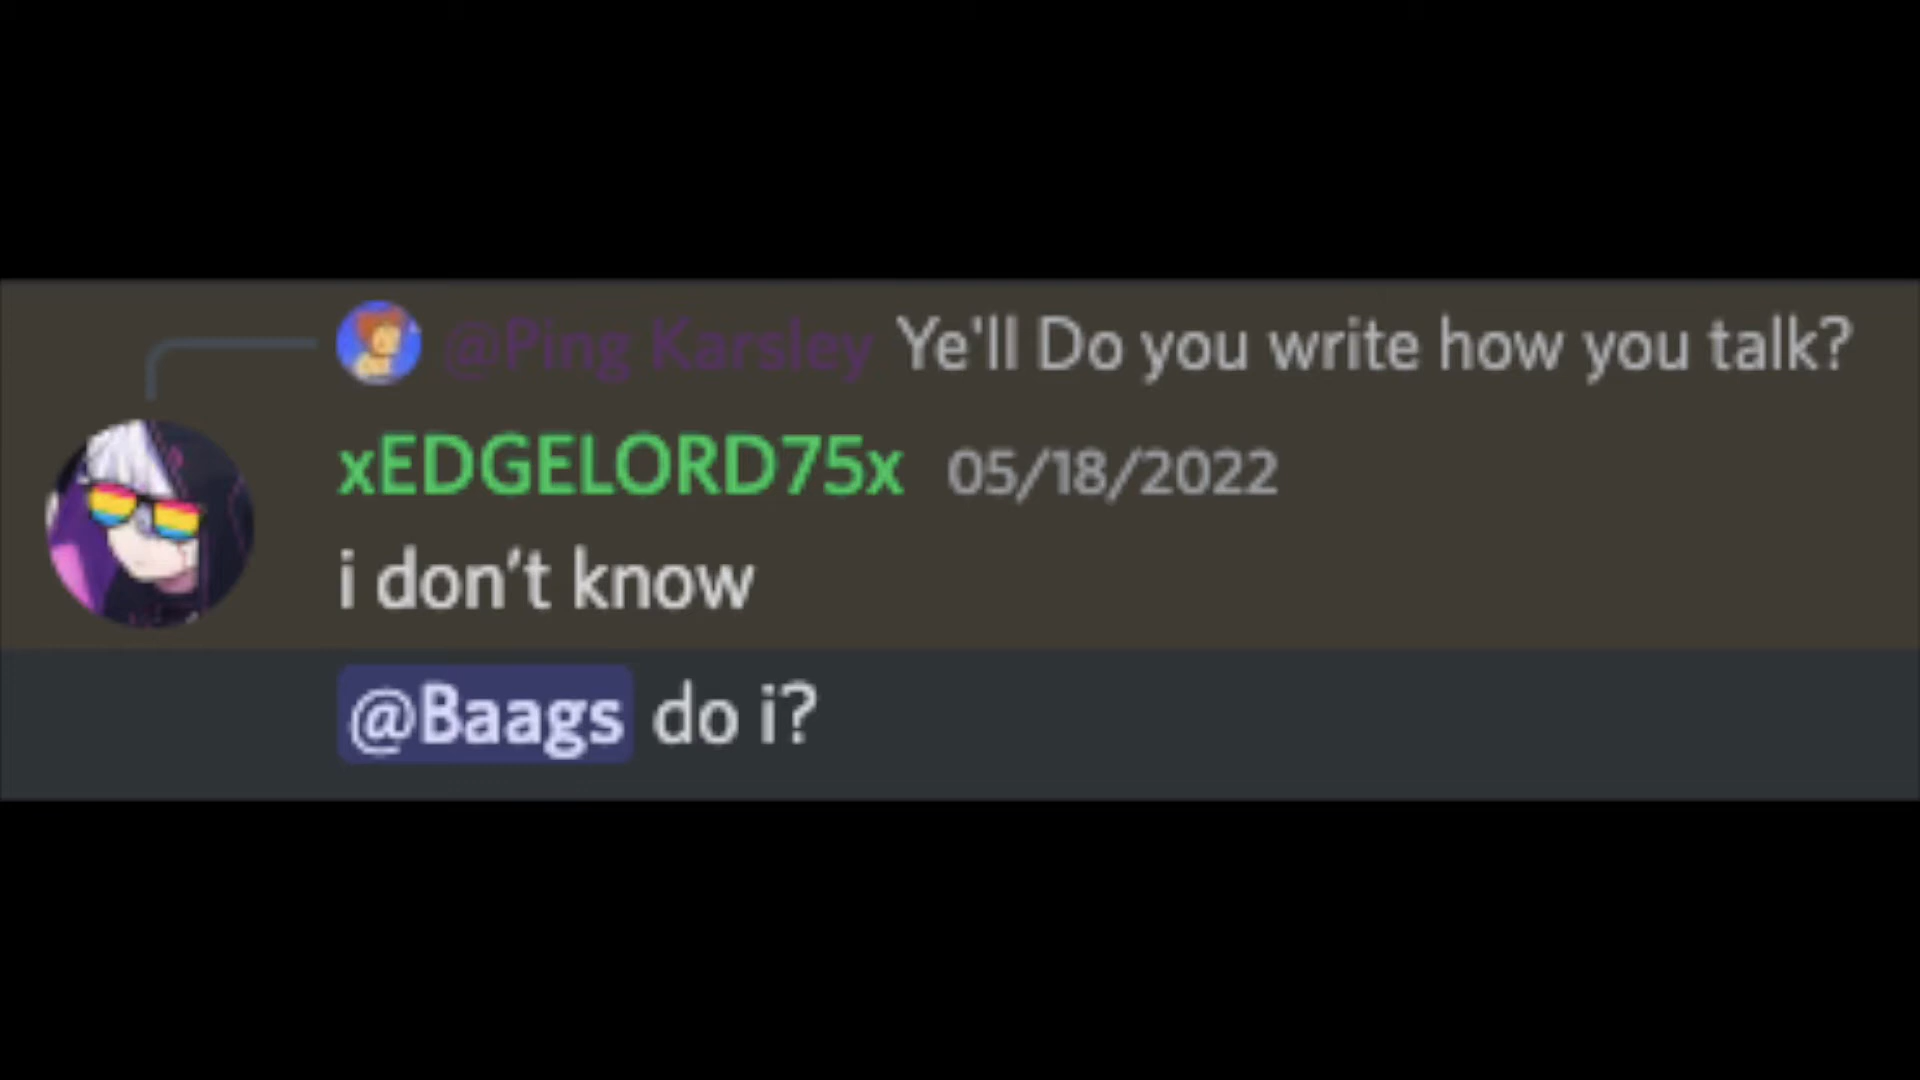 @Ping Karsley Ye'll Do you write how you talk?
xEDGELORD75x 05/18/2022
i don't know
@Baags do i?